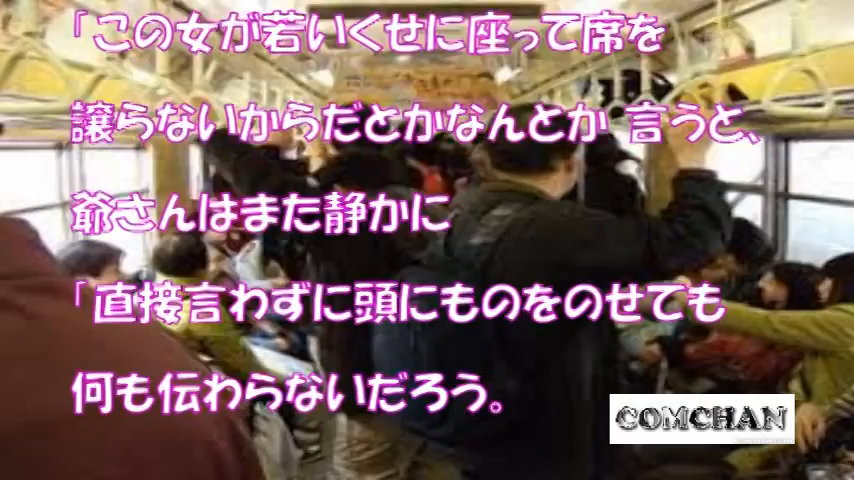 「この女が若いくせに座って席を
譲らないからだとかなんとか 言うと、
爺さんはまた静かに
「直接言わずに頭にものをのせても
何も伝わらないだろう。
COMCHAN